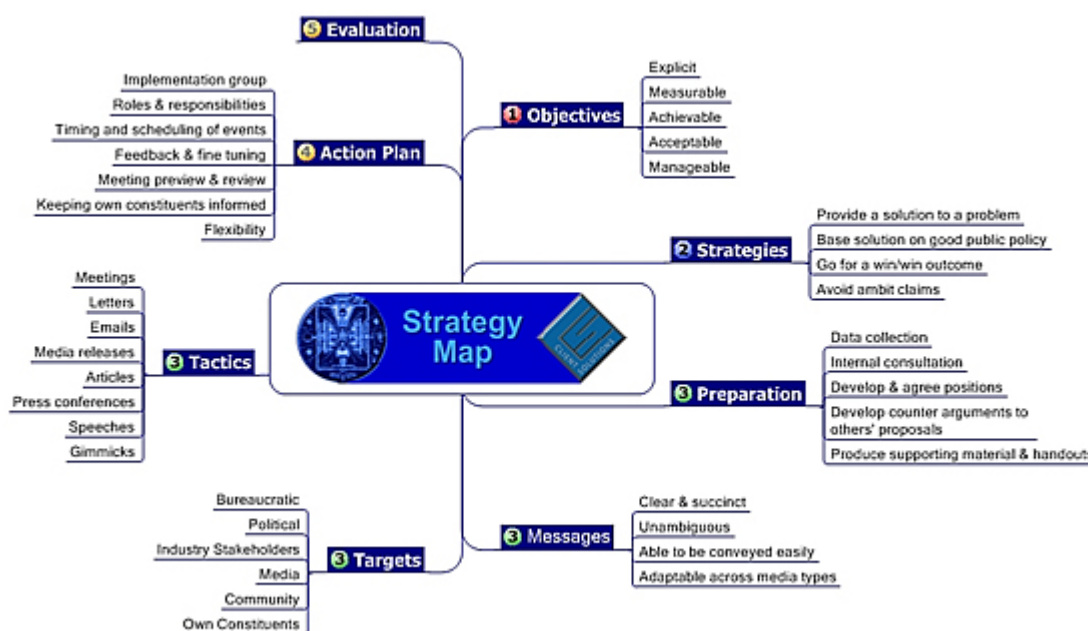 5 Evaluation
Implementation group
Roles & responsibilities
Timing and scheduling of events
Feedback & fine tuning
Meeting preview & review
Keeping own constituents informed
Flexibility
4 Action Plan
1 Objectives
Explicit
Measurable
Achievable
Acceptable
Manageable
2 Strategies
Provide a solution to a problem
Base solution on good public policy
Go for a win/win outcome
Avoid ambit claims
Strategy
Map
CLIENT SOLUTIONS
Meetings
Letters
Emails
Media releases
Articles
Press conferences
Speeches
Gimmicks
3 Tactics
3 Preparation
Data collection
Internal consultation
Develop & agree positions
Develop counter arguments to
others' proposals
Produce supporting material & handouts
Bureaucratic
Political
Industry Stakeholders
Media
Community
Own Constituents
3 Targets
3 Messages
Clear & succinct
Unambiguous
Able to be conveyed easily
Adaptable across media types